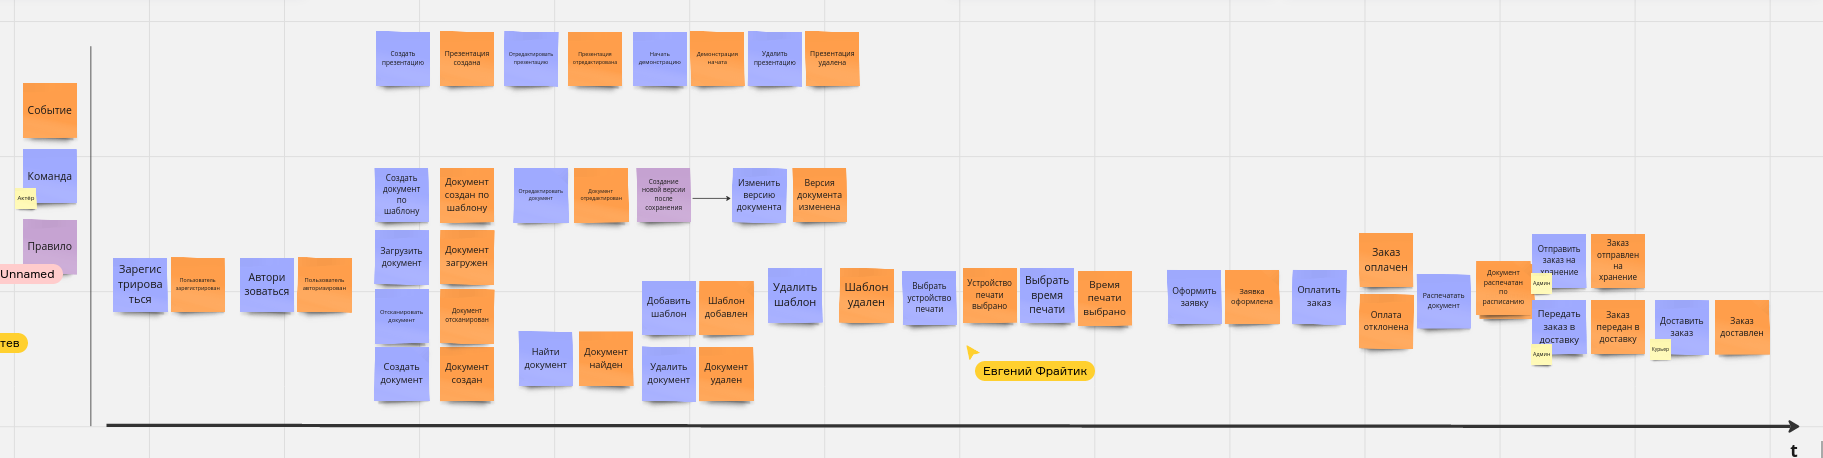 Событие
Команда
Актёр
Правило
Unnamed
тев
Создать
презентацию
Презентация
создана
Отредактировать
презентацию
Презентация
отредактирована
Начать
демонстрацию
Демонстрация
начата
Удалить
презентацию
Презентация
удалена
Зарегис
трирова
ться
Пользователь
зарегистрирован
Автори
зоваться
Пользователь
авторизирован
Создать
документ
по
шаблону
Документ
создан по
шаблону
Отредактировать
документ
Документ
отредактирован
Создание
новой версии
после
сохранения
Изменить
версию
документа
Версия
документа
изменена
Загрузить
документ
Документ
загружен
Отсканировать
документ
Документ
отсканирован
Создать
документ
Документ
создан
Найти
документ
Документ
найден
Добавить
шаблон
Шаблон
добавлен
Удалить
документ
Документ
удален
Удалить
шаблон
Шаблон
удален
Выбрать
устройство
печати
Устройство
печати
выбрано
Выбрать
время
печати
Время
печати
выбрано
Евгений Фрайтик
Оформить
заявку
Заявка
оформлена
Оплатить
заказ
Заказ
оплачен
Оплата
отклонена
Распечатать
документ
Документ
распечатан
по
расписанию
Отправить
заказ на
хранение
Админ
Заказ
отправлен
на
хранение
Передать
заказ в
доставку
Админ
Заказ
передан в
доставку
Доставить
заказ
Курьер
Заказ
доставлен
t